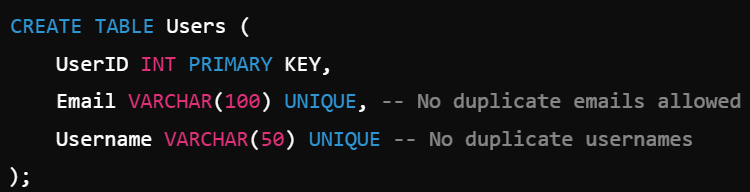 CREATE TABLE Users (
    UserID INT PRIMARY KEY,
    Email VARCHAR(100) UNIQUE, -- No duplicate emails allowed
    Username VARCHAR(50) UNIQUE -- No duplicate usernames
);